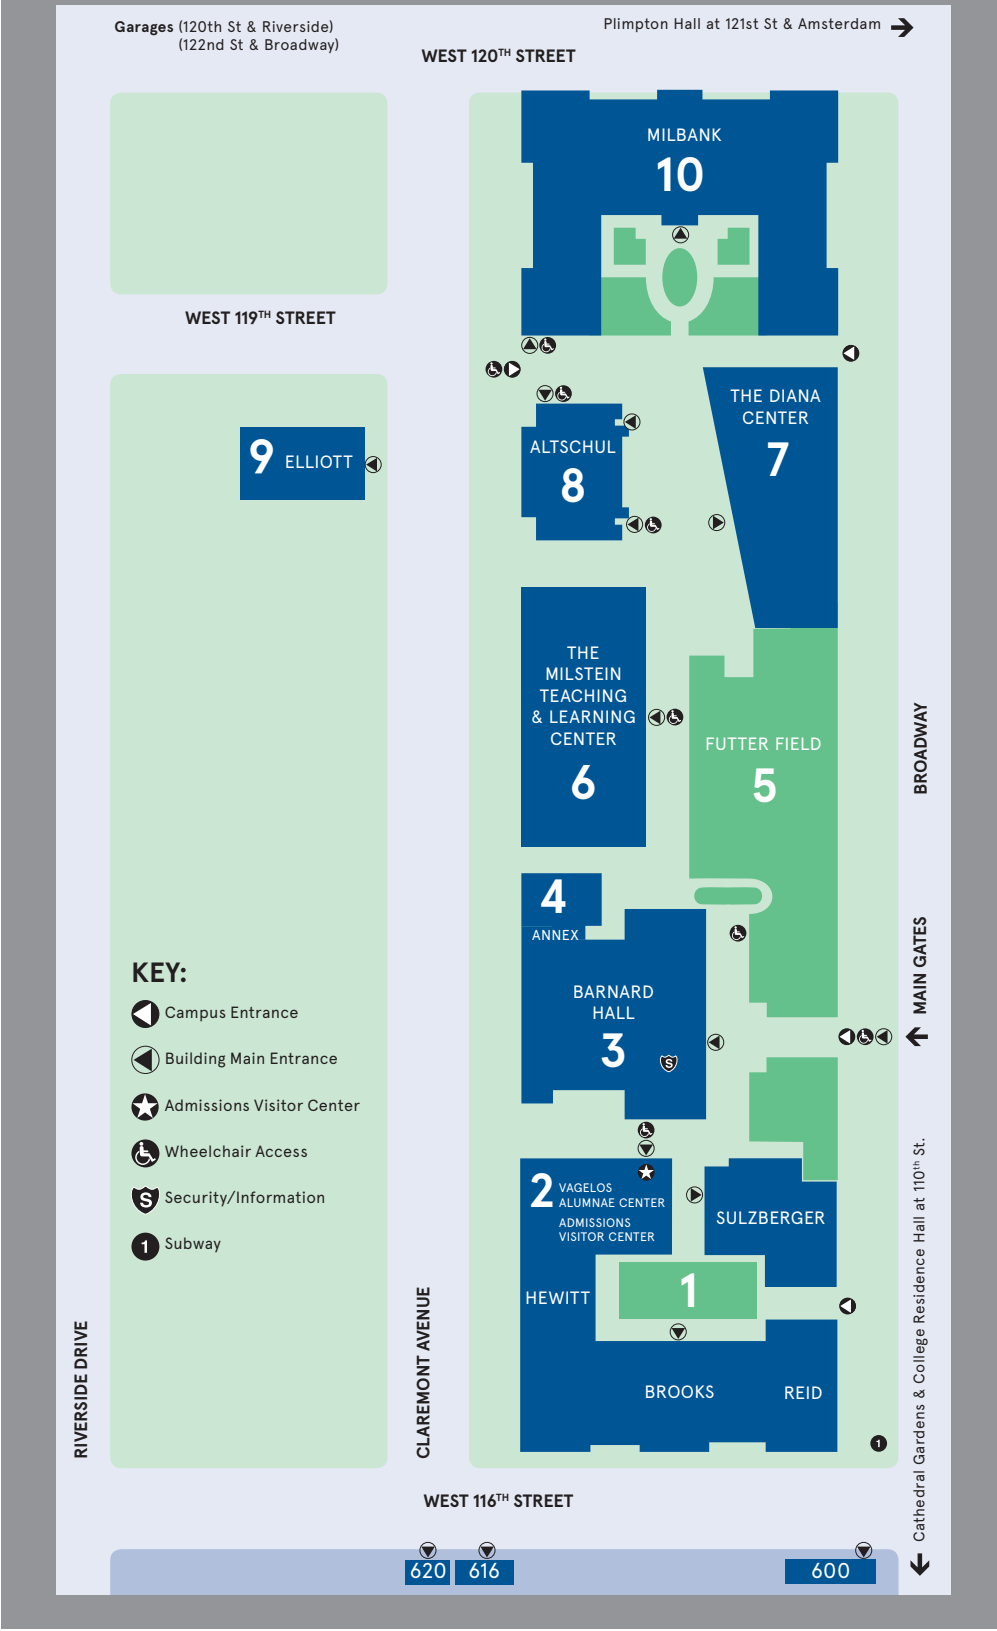 Garages (120th St & Riverside)
(122nd St & Broadway)
Plimpton Hall at 121st St & Amsterdam
WEST 120TH STREET
MILBANK
10
WEST 119TH STREET
THE DIANA
CENTER
7
ALTSCHUL
8
9 ELLIOTT
THE
MILSTEIN
TEACHING
& LEARNING
CENTER
6
FUTTER FIELD
5
BROADWAY
4
ANNEX
MAIN GATES
BARNARD
HALL
3
S
KEY:
Campus Entrance
Building Main Entrance
Admissions Visitor Center
Wheelchair Access
S Security/Information
1 Subway
2 VAGELOS
ALUMNAE CENTER
ADMISSIONS
VISITOR CENTER
SULZBERGER
HEWITT
1
BROOKS
REID
1
RIVERSIDE DRIVE
CLAREMONT AVENUE
Cathedral Gardens & College Residence Hall at 110th St.
WEST 116TH STREET
620
616
600